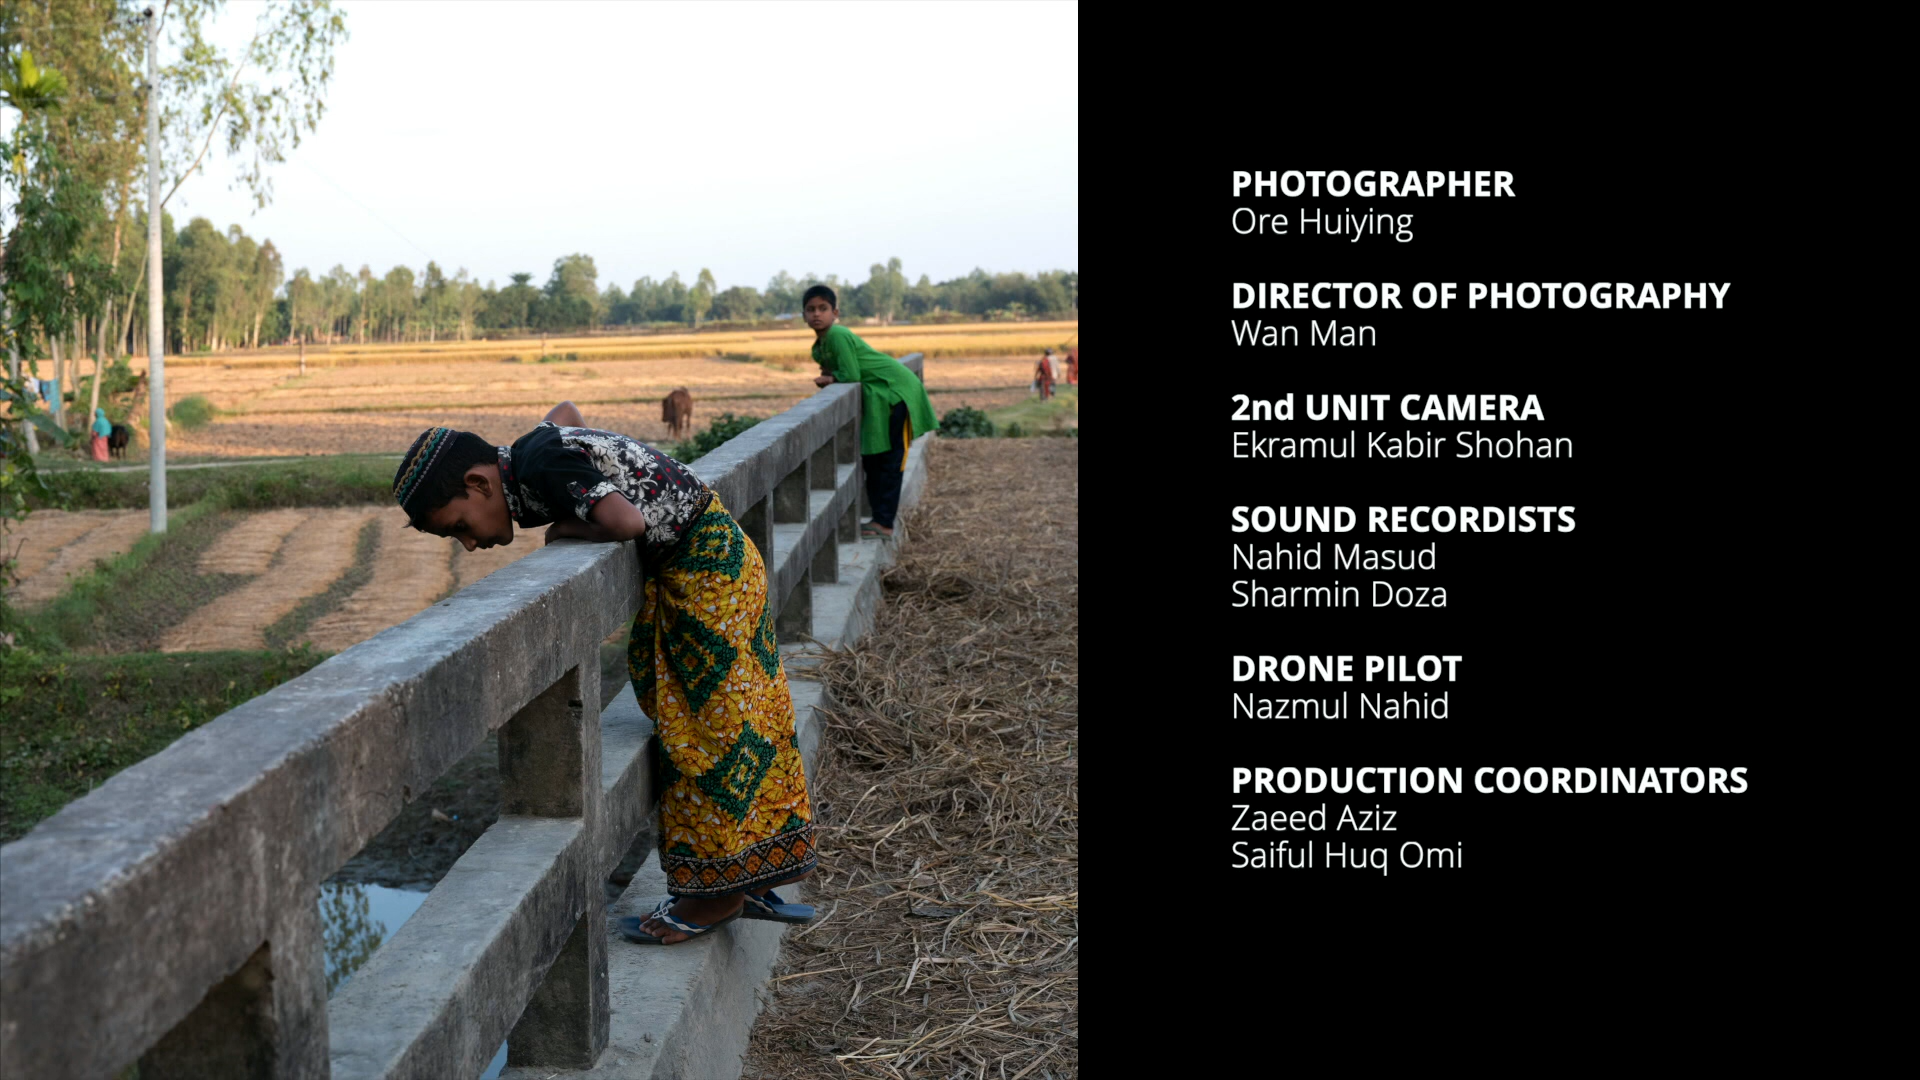 PHOTOGRAPHER
Ore Huiying
DIRECTOR OF PHOTOGRAPHY
Wan Man
2nd UNIT CAMERA
Ekramul Kabir Shohan
SOUND RECORDISTS
Nahid Masud
Sharmin Doza
DRONE PILOT
Nazmul Nahid
PRODUCTION COORDINATORS
Zaeed Aziz
Saiful Huq Omi